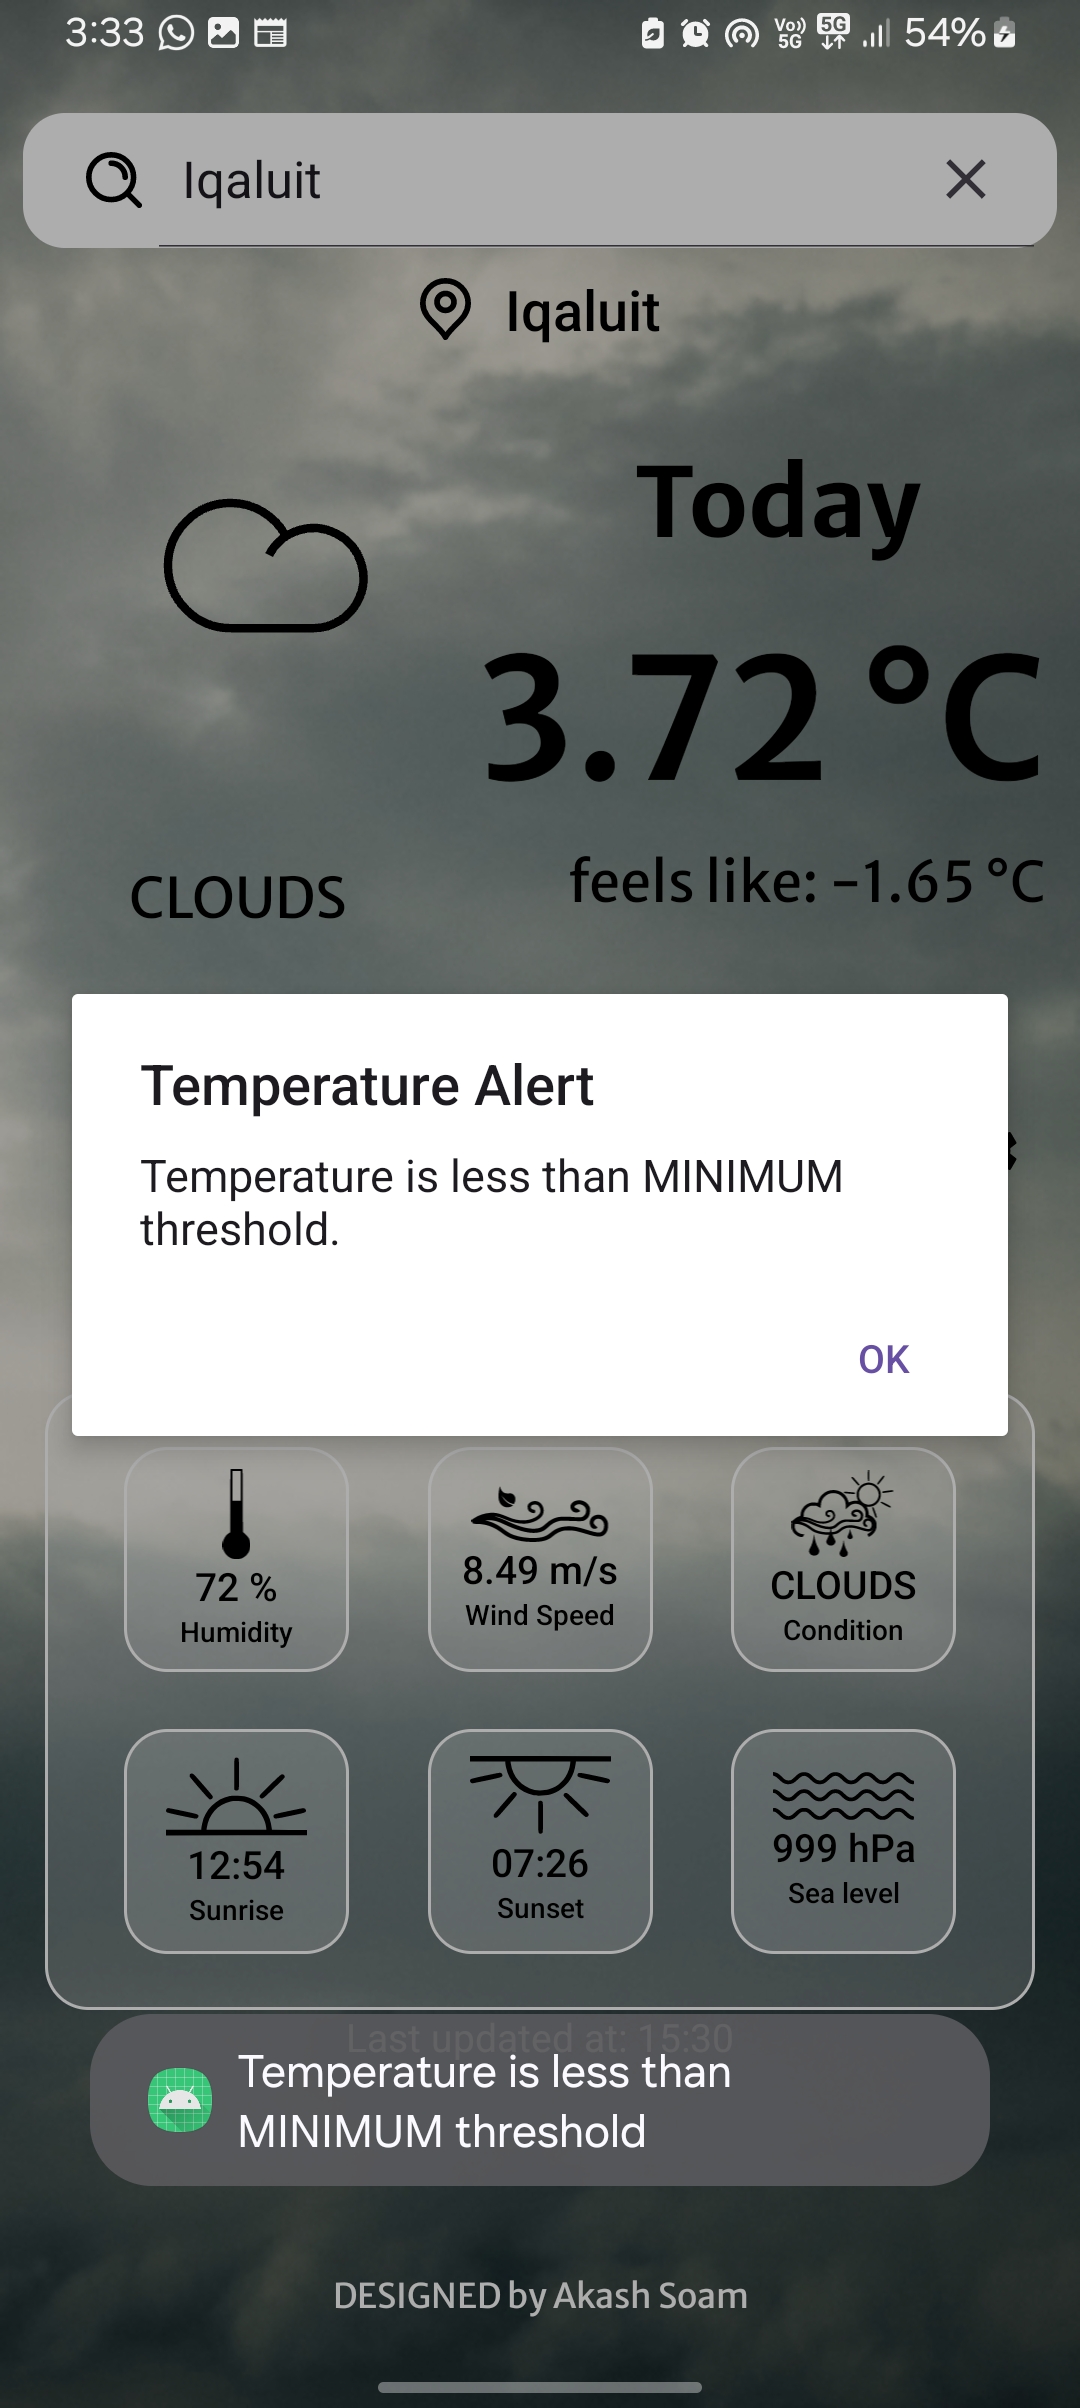 3:33
Vo)) 5G
5G
54%
Iqaluit
Iqaluit
Today
3.72 °C
CLOUDS
feels like: -1.65 °C
Temperature Alert
Temperature is less than MINIMUM
threshold.
OK
72 %
Humidity
8.49 m/s
Wind Speed
CLOUDS
Condition
12:54
Sunrise
07:26
Sunset
999 hPa
Sea level
Last updated at: 15:30
Temperature is less than
MINIMUM threshold
DESIGNED by Akash Soam